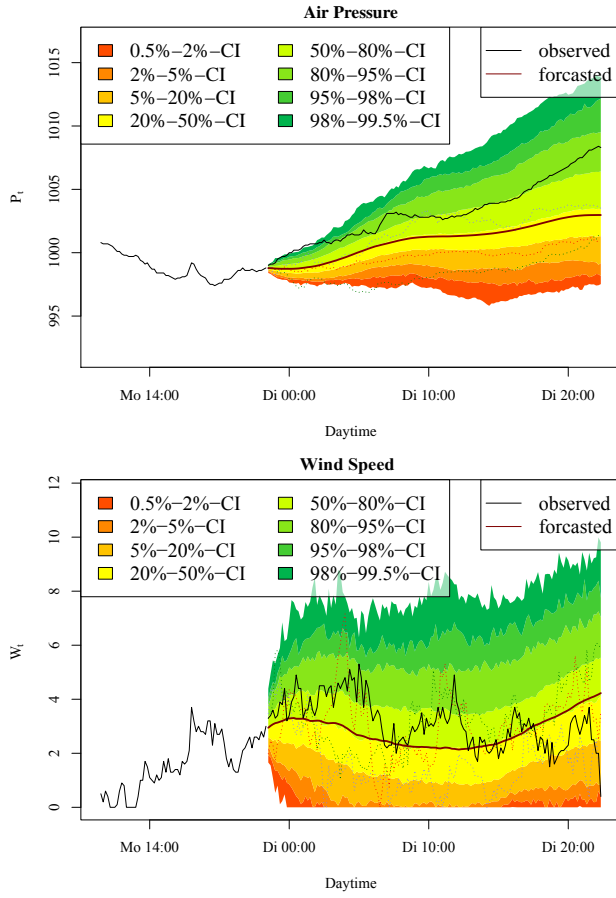 Air Pressure
0.5%−2%−CI
2%−5%−CI
5%−20%−CI
20%−50%−CI
50%−80%−CI
80%−95%−CI
95%−98%−CI
98%−99.5%−CI
observed
forcasted
1015
1010
1005
1000
995
P_t
Mo 14:00 Di 00:00 Di 10:00 Di 20:00
Daytime
Wind Speed
0.5%−2%−CI
2%−5%−CI
5%−20%−CI
20%−50%−CI
50%−80%−CI
80%−95%−CI
95%−98%−CI
98%−99.5%−CI
observed
forcasted
12
10
8
6
4
2
0
W_t
Mo 14:00 Di 00:00 Di 10:00 Di 20:00
Daytime